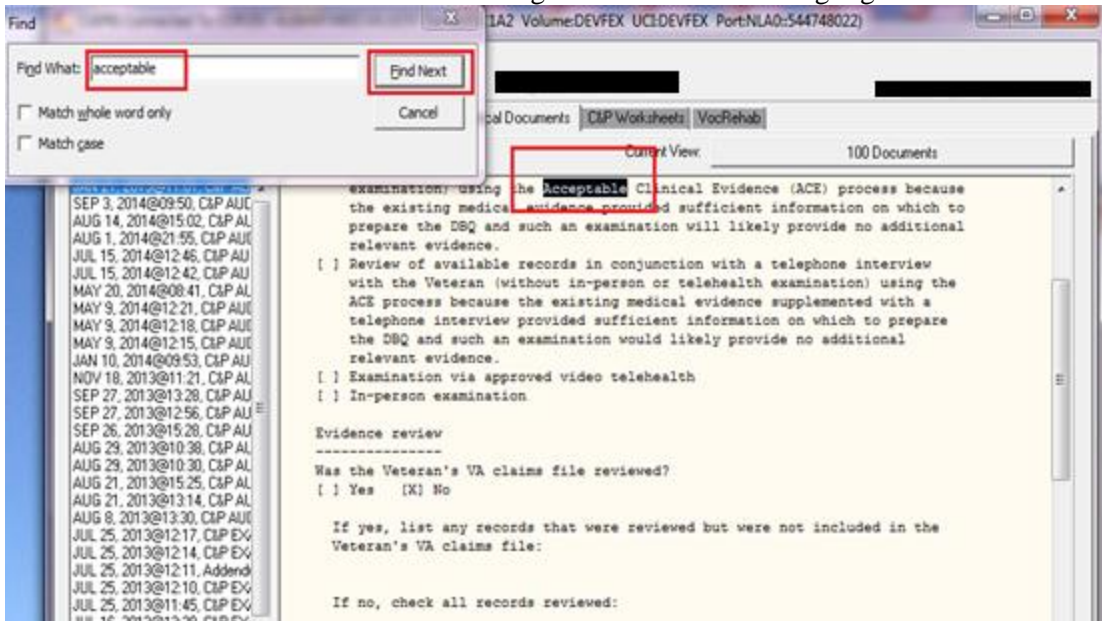 Find
1A2 Volume:DEVFEX UCI:DEVFEX Port:NLA0::544748022)
Find What: acceptable
Find Next
Match whole word only
Cancel
Match case
cal Documents C&P Worksheets VocRehab
Current View: 100 Documents
SEP 3, 2014@09:50, C&P AUD
AUG 14, 2014@15:02, C&P AU
AUG 1, 2014@21:55, C&P AUD
JUL 15, 2014@12:46, C&P AU
JUL 15, 2014@12:42, C&P AU
MAY 20, 2014@08:41, C&P AU
MAY 9, 2014@12:21, C&P AUD
MAY 9, 2014@12:18, C&P AUD
MAY 9, 2014@12:15, C&P AUD
JAN 10, 2014@09:53, C&P AU
NOV 18, 2013@11:21, C&P AU
SEP 27, 2013@13:28, C&P AU
SEP 27, 2013@12:56, C&P AU
SEP 26, 2013@15:28, C&P AU
AUG 29, 2013@10:38, C&P AU
AUG 29, 2013@10:30, C&P AU
AUG 21, 2013@15:25, C&P AU
AUG 21, 2013@13:14, C&P AU
AUG 8, 2013@13:30, C&P AUD
JUL 25, 2013@12:17, C&P EX
JUL 25, 2013@12:14, C&P EX
JUL 25, 2013@12:11, Addend
JUL 25, 2013@12:10, C&P EX
JUL 25, 2013@11:45, C&P EX
examination) using the Acceptable Clinical Evidence (ACE) process because
the existing medical evidence provided sufficient information on which to
prepare the DBQ and such an examination will likely provide no additional
relevant evidence.
[ ] Review of available records in conjunction with a telephone interview
with the Veteran (without in-person or telehealth examination) using the
ACE process because the existing medical evidence supplemented with a
telephone interview provided sufficient information on which to prepare
the DBQ and such an examination would likely provide no additional
relevant evidence.
[ ] Examination via approved video telehealth
[ ] In-person examination
Evidence review
---------------
Was the Veteran's VA claims file reviewed?
[ ] Yes [X] No
If yes, list any records that were reviewed but were not included in the
Veteran's VA claims file:
If no, check all records reviewed: